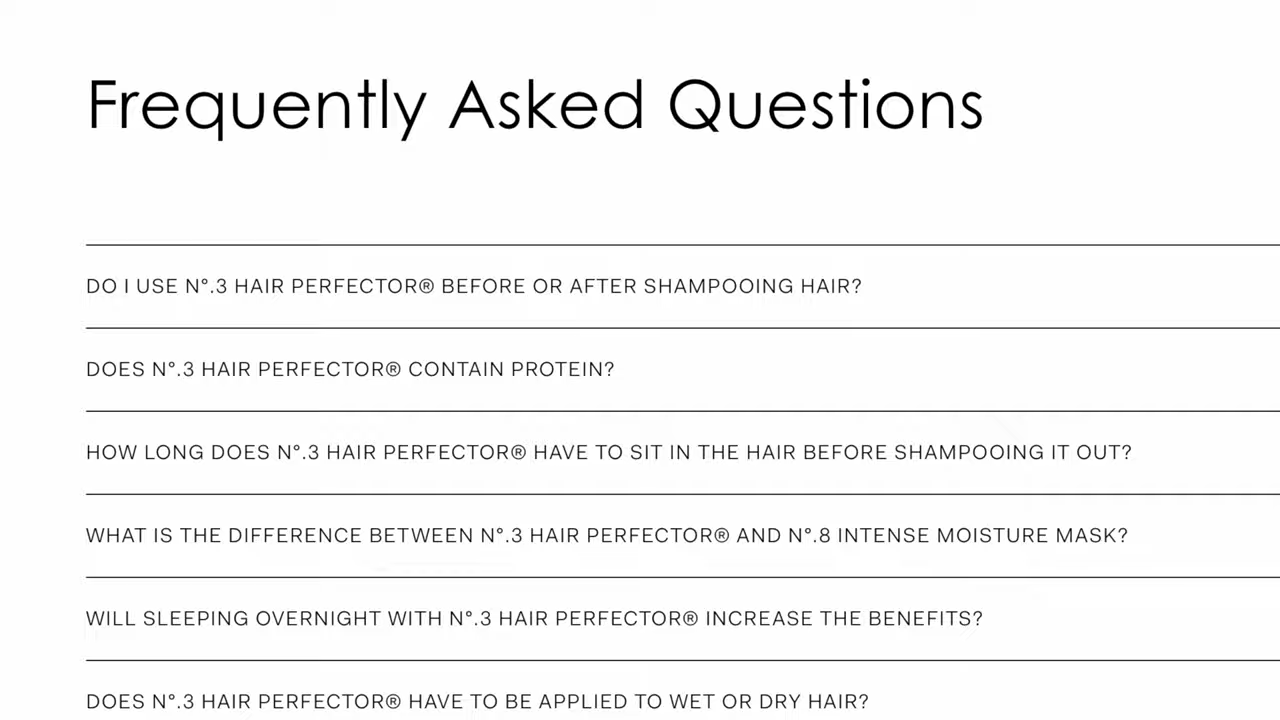 Frequently Asked Questions
DO I USE N°.3 HAIR PERFECTOR® BEFORE OR AFTER SHAMPOOING HAIR?
DOES N°.3 HAIR PERFECTOR® CONTAIN PROTEIN?
HOW LONG DOES N°.3 HAIR PERFECTOR® HAVE TO SIT IN THE HAIR BEFORE SHAMPOOING IT OUT?
WHAT IS THE DIFFERENCE BETWEEN N°.3 HAIR PERFECTOR® AND N°.8 INTENSE MOISTURE MASK?
WILL SLEEPING OVERNIGHT WITH N°.3 HAIR PERFECTOR® INCREASE THE BENEFITS?
DOES N°.3 HAIR PERFECTOR® HAVE TO BE APPLIED TO WET OR DRY HAIR?